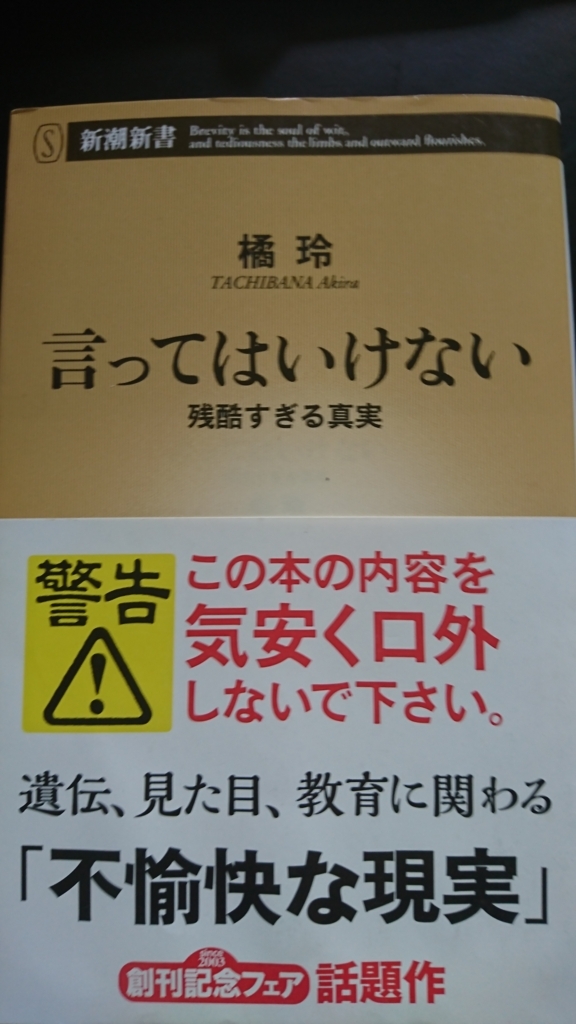 S
新潮新書
Brevity is the soul of wit,
and tediousness the limbs and outward flourishes.
橘 玲
TACHIBANA Akira
言ってはいけない
残酷すぎる真実
警告
!
この本の内容を
気安く口外
しないで下さい。
遺伝、見た目、教育に関わる
「不愉快な現実」
since
2003
創刊記念フェア 話題作